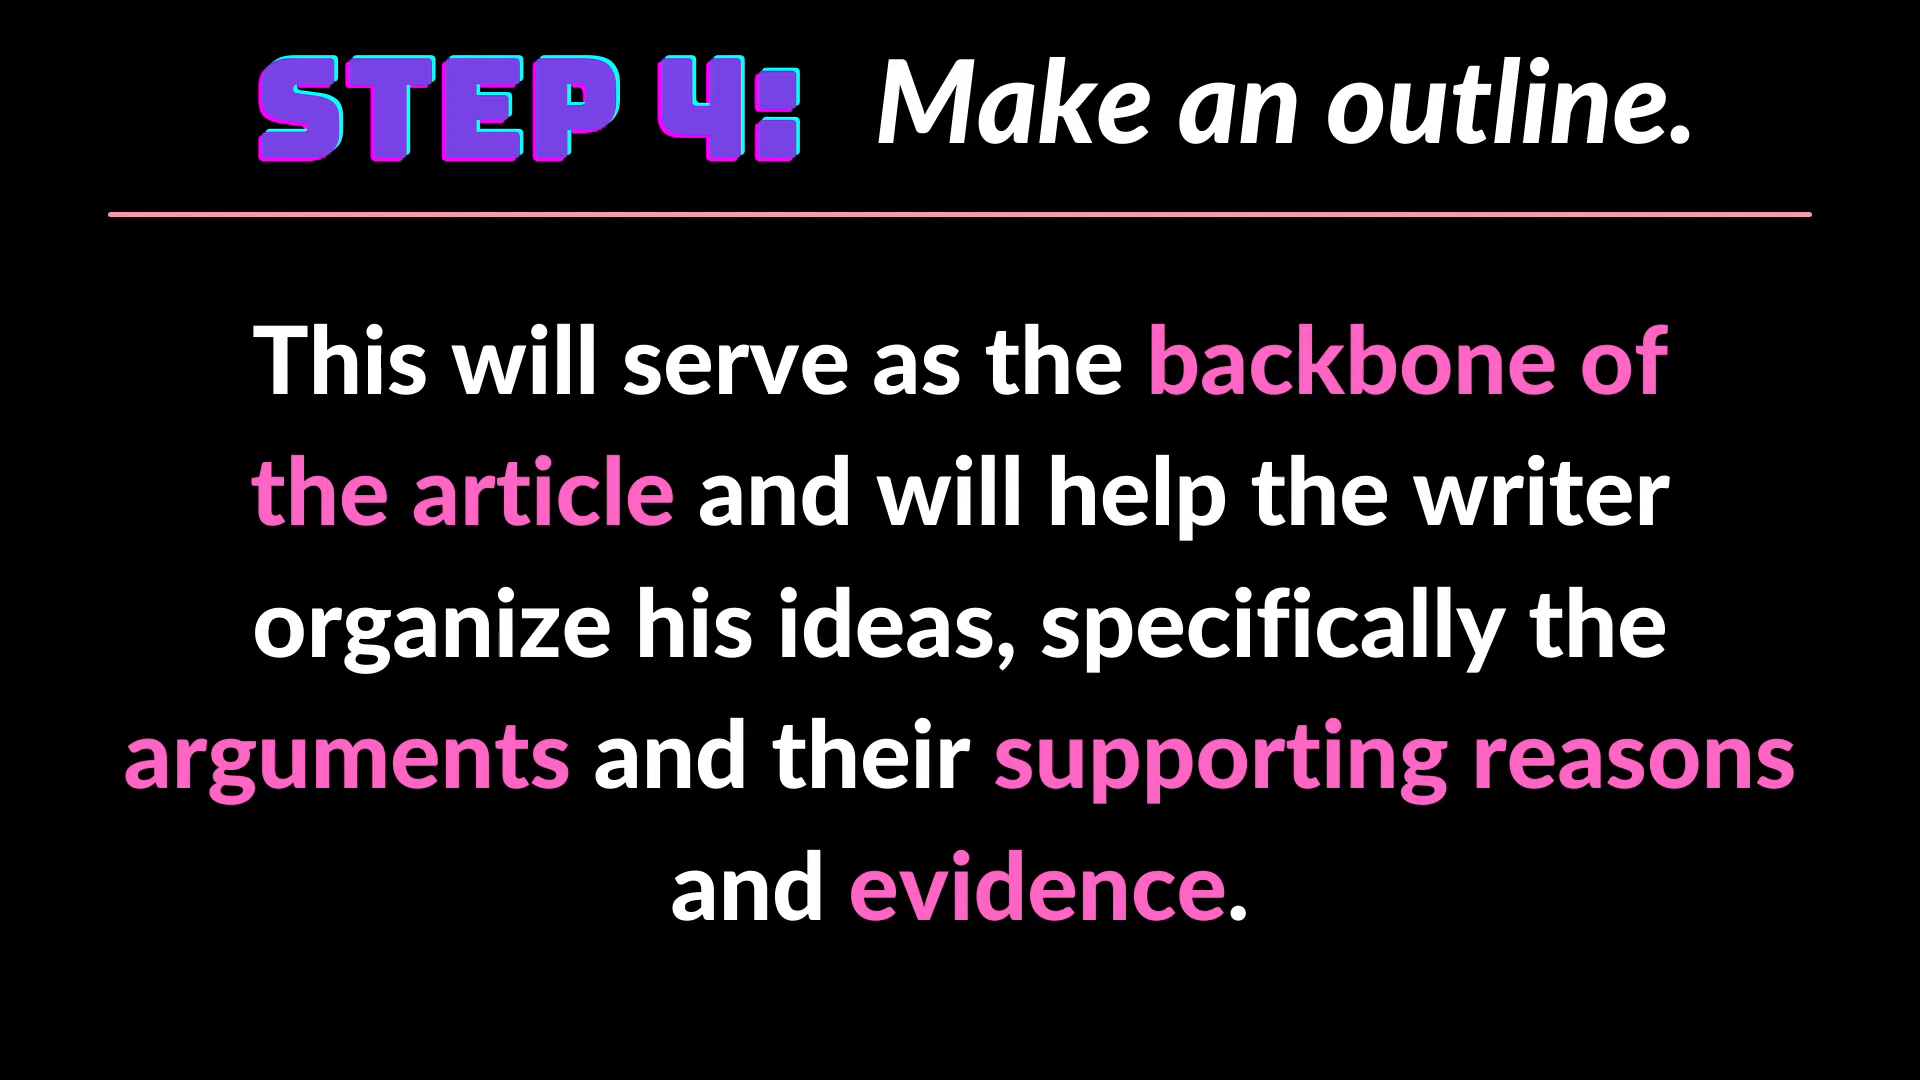 STEP 4: Make an outline.
This will serve as the backbone of
the article and will help the writer
organize his ideas, specifically the
arguments and their supporting reasons
and evidence.